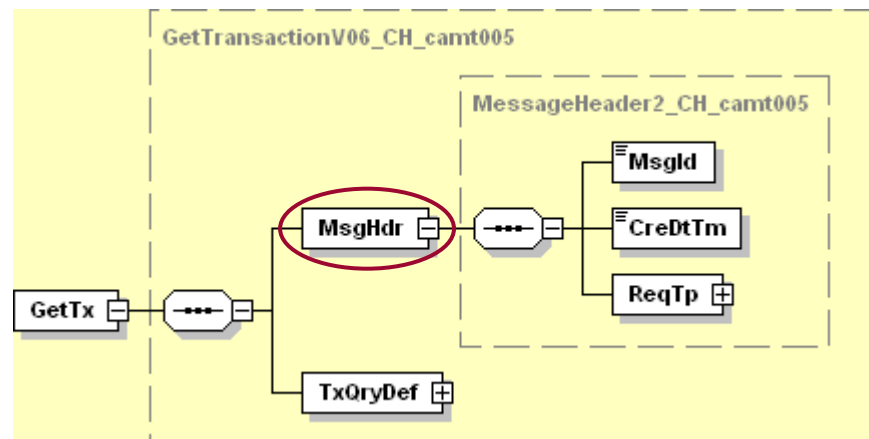 GetTransactionV06_CH_camt005
MessageHeader2_CH_camt005
MsgId
MsgHdr
CreDtTm
ReqTp
GetTx
TxQryDef